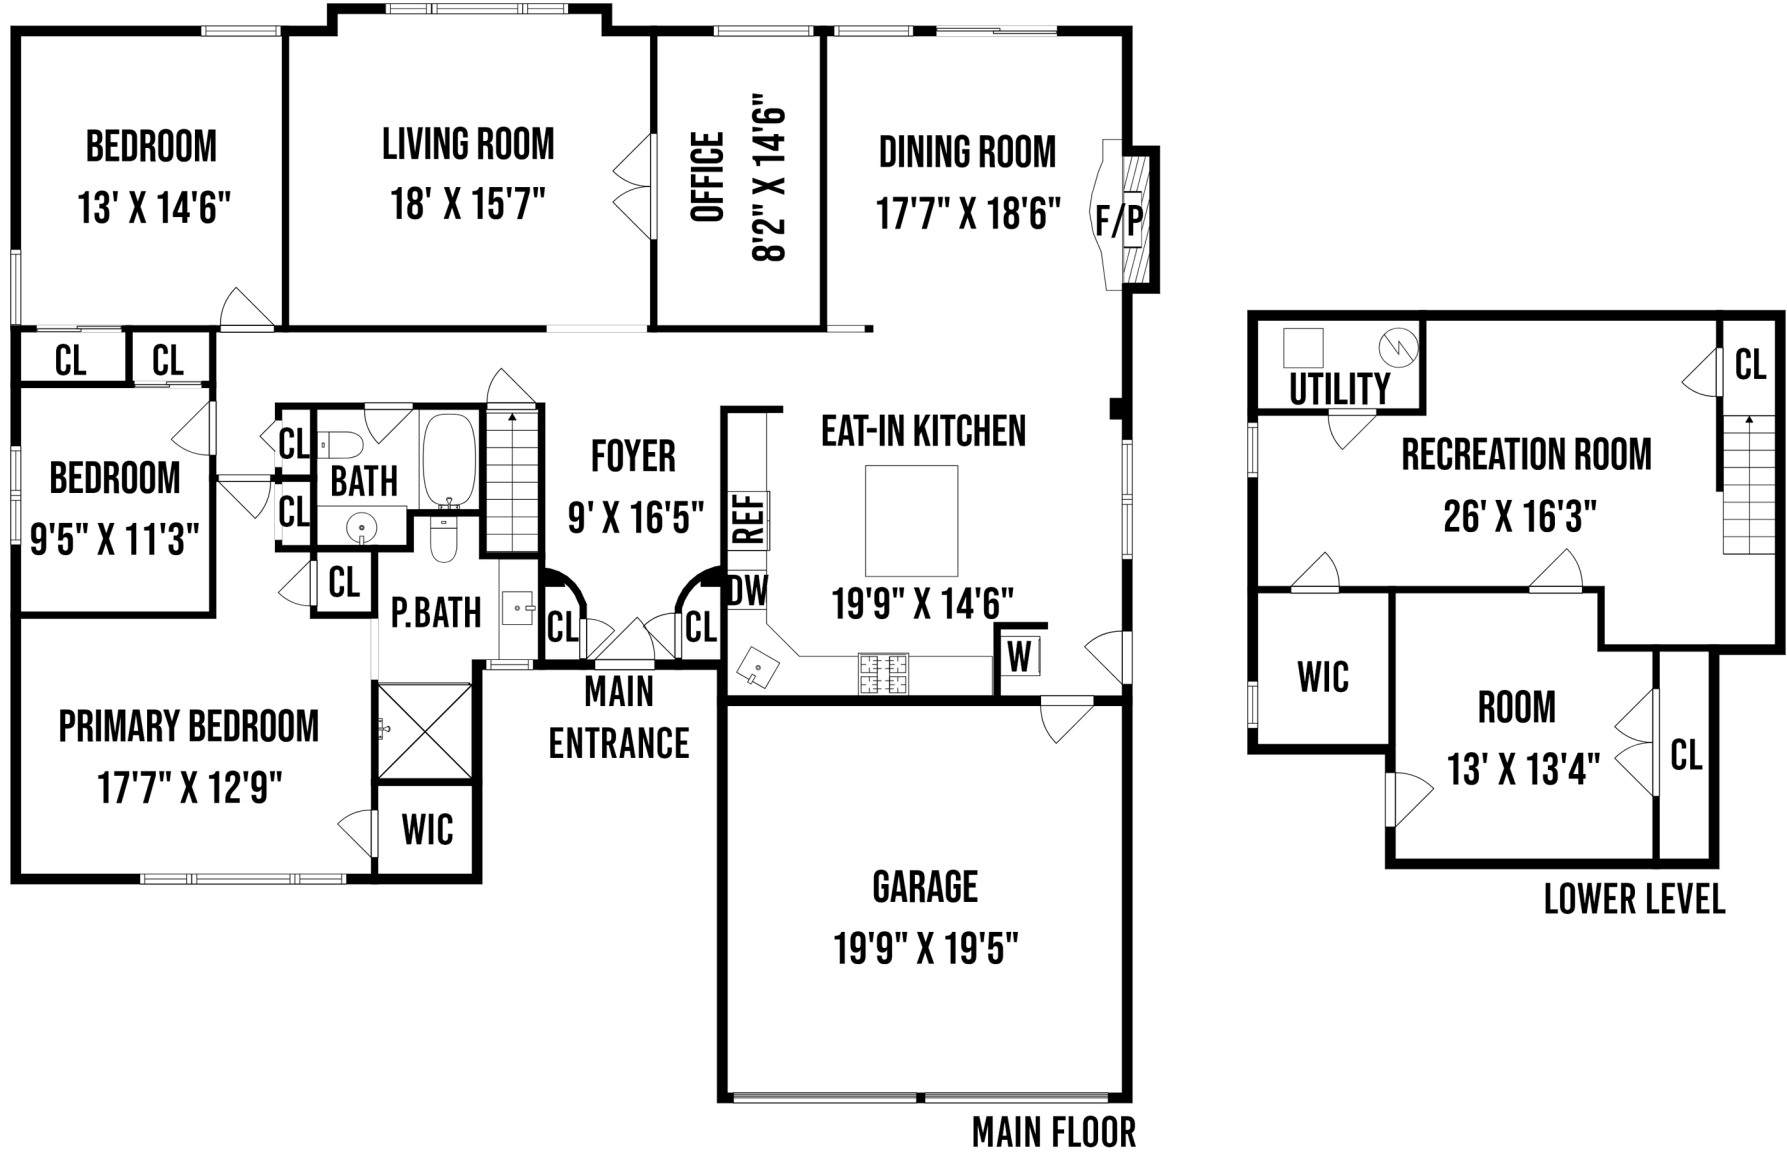 BEDROOM
13' X 14'6"
LIVING ROOM
18' X 15'7"
OFFICE
8'2" X 14'6"
DINING ROOM
17'7" X 18'6"
F/P
CL
CL
BEDROOM
9'5" X 11'3"
CL
CL
BATH
CL
P.BATH
FOYER
9' X 16'5"
CL
CL
EAT-IN KITCHEN
19'9" X 14'6"
REF
DW
W
MAIN
ENTRANCE
PRIMARY BEDROOM
17'7" X 12'9"
WIC
GARAGE
19'9" X 19'5"
MAIN FLOOR
UTILITY
CL
RECREATION ROOM
26' X 16'3"
WIC
ROOM
13' X 13'4"
CL
LOWER LEVEL